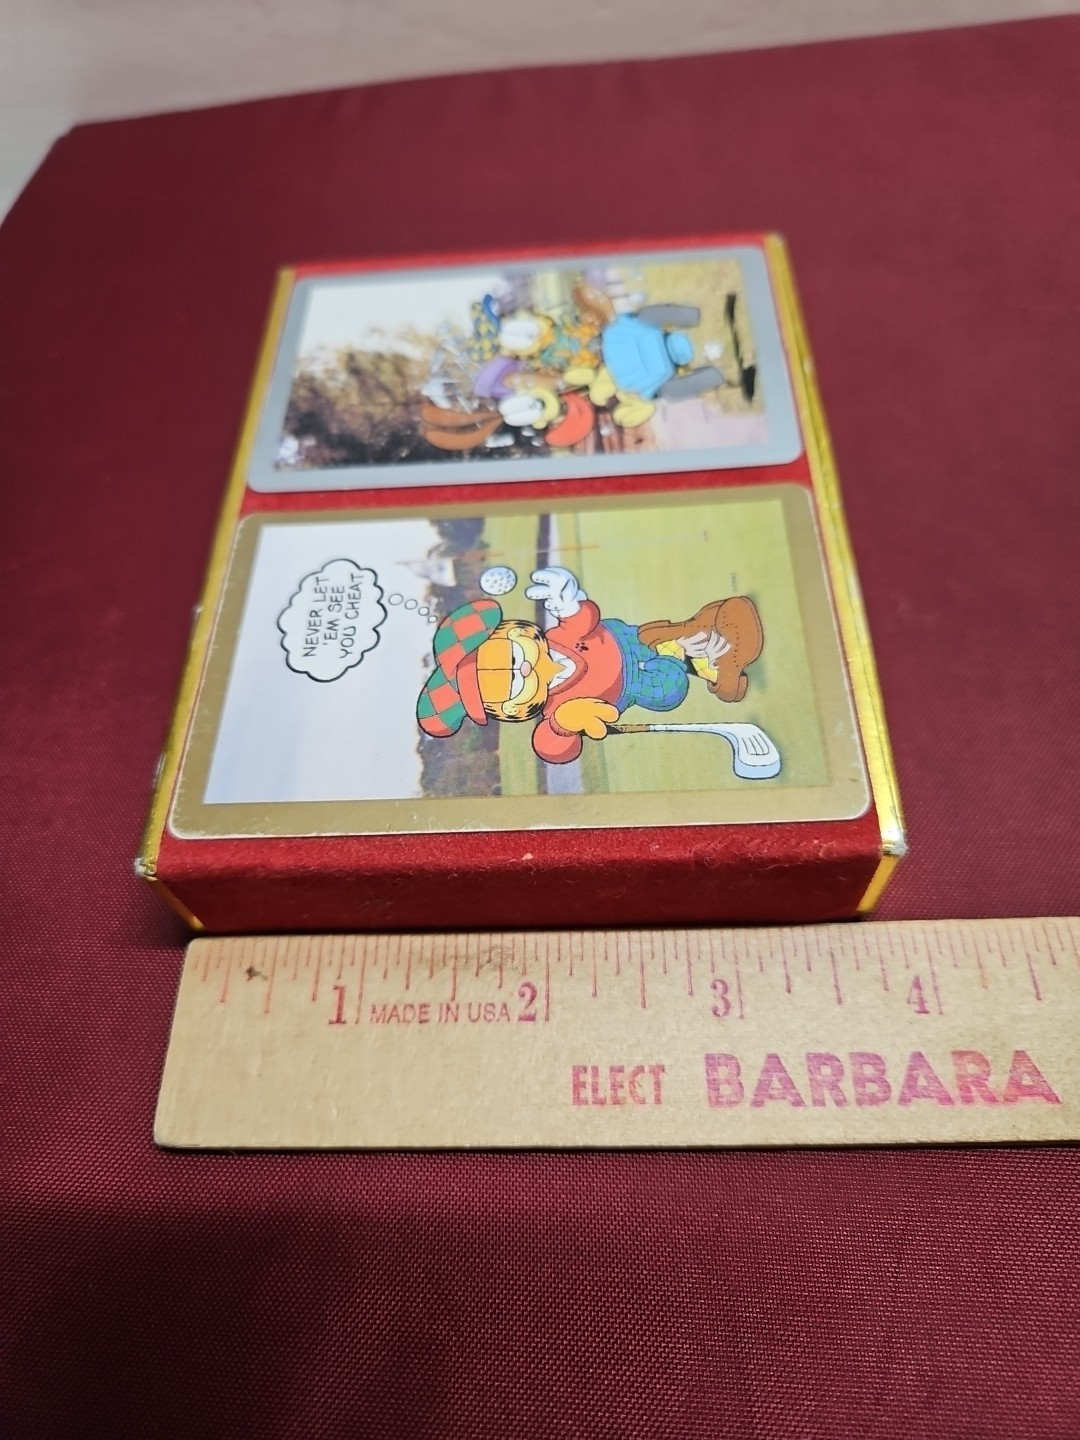 NEVER LET
'EM SEE
YOU CHEAT
1 MADE IN USA 2 3 4
ELECT BARBARA